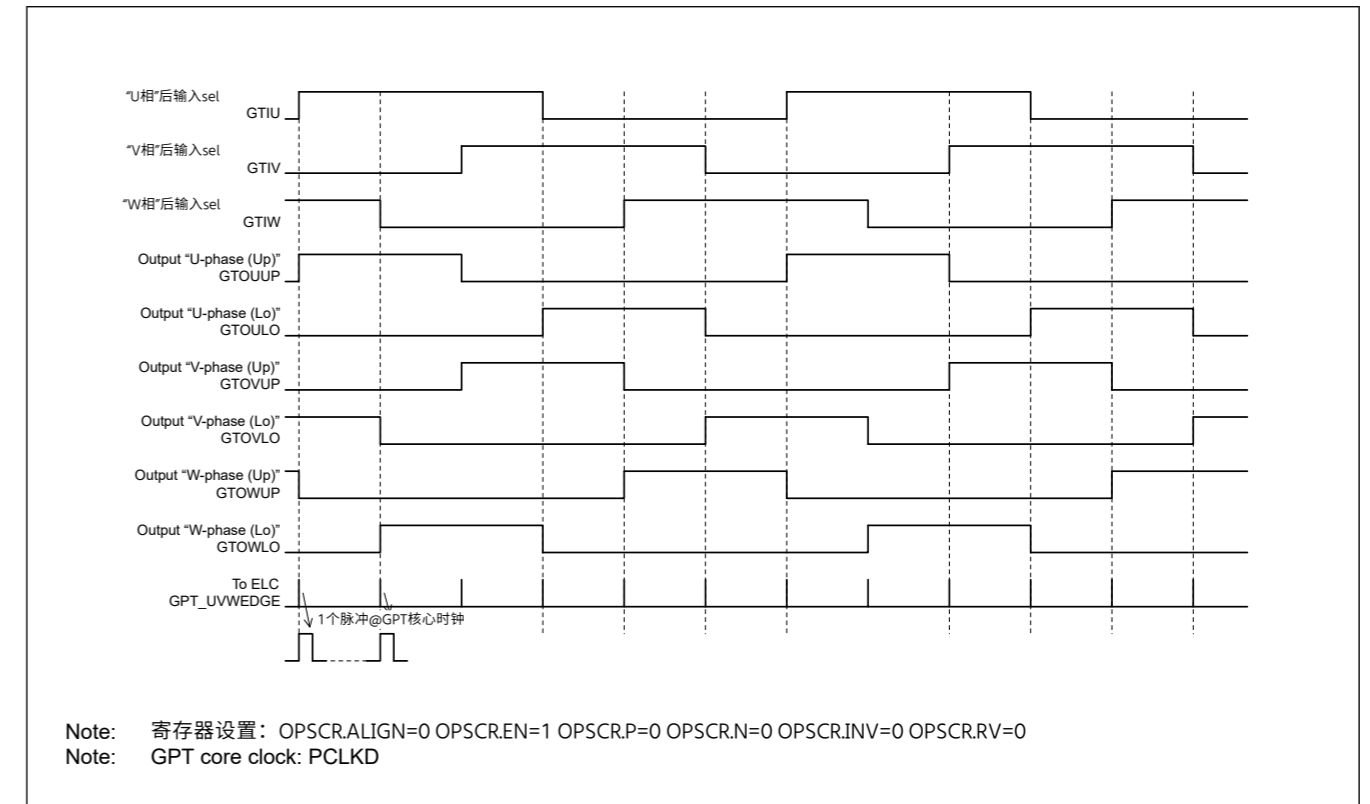 “U相”后输入sel
GTIU
“V相”后输入sel
GTIV
“W相”后输入sel
GTIW
Output “U-phase (Up)”
GTOUUP
Output “U-phase (Lo)”
GTOULO
Output “V-phase (Up)”
GTOVUP
Output “V-phase (Lo)”
GTOVLO
Output “W-phase (Up)”
GTOWUP
Output “W-phase (Lo)”
GTOWLO
To ELC
GPT_UVWEDGE
1个脉冲@GPT核心时钟
Note: 寄存器设置：OPSCR.ALIGN=0 OPSCR.EN=1 OPSCR.P=0 OPSCR.N=0 OPSCR.INV=0 OPSCR.RV=0
Note: GPT core clock: PCLKD